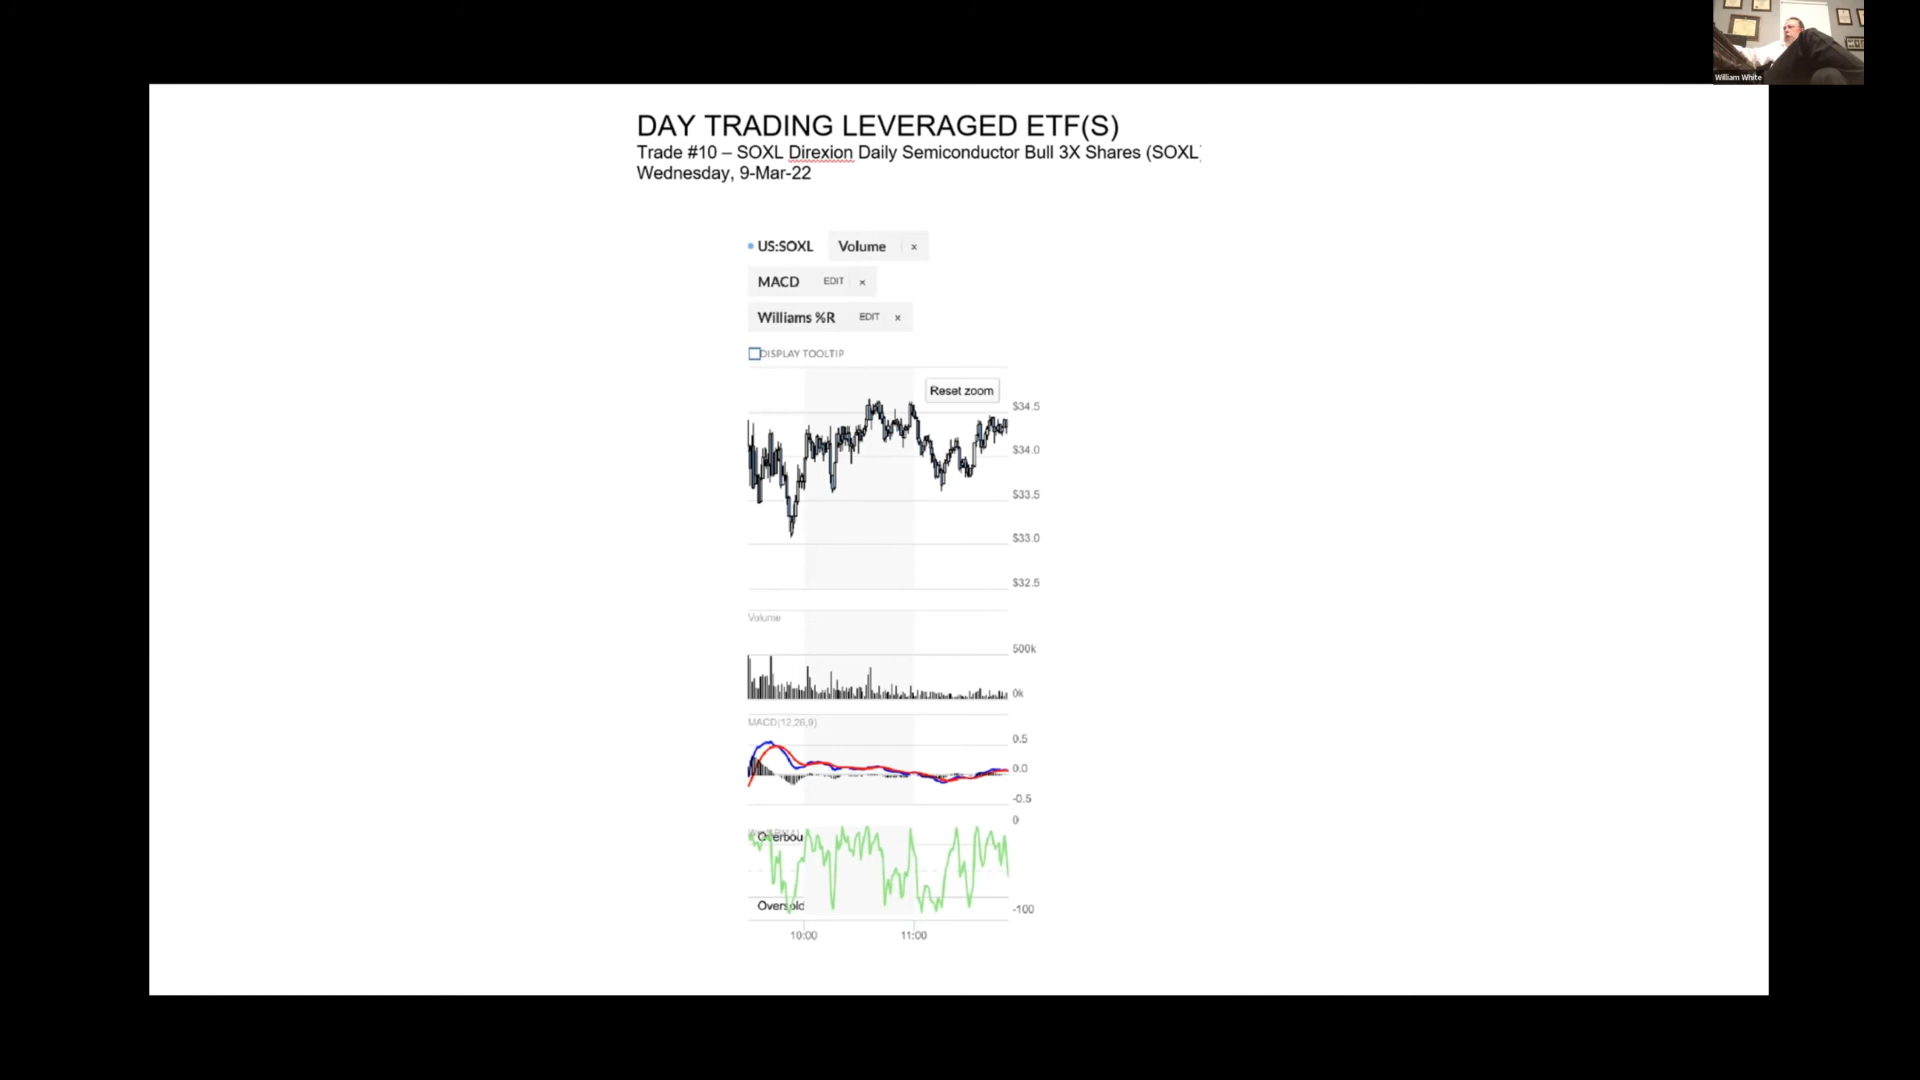 William White
DAY TRADING LEVERAGED ETF(S)
Trade #10 – SOXL Direxion Daily Semiconductor Bull 3X Shares (SOXL
Wednesday, 9-Mar-22
US:SOXL Volume ×
MACD EDIT ×
Williams %R EDIT ×
DISPLAY TOOLTIP
Reset zoom
$34.5
$34.0
$33.5
$33.0
$32.5
Volume
500k
0k
MACD(12,26,9)
0.5
0.0
-0.5
0
Overbou
Oversold
-100
10:00 11:00